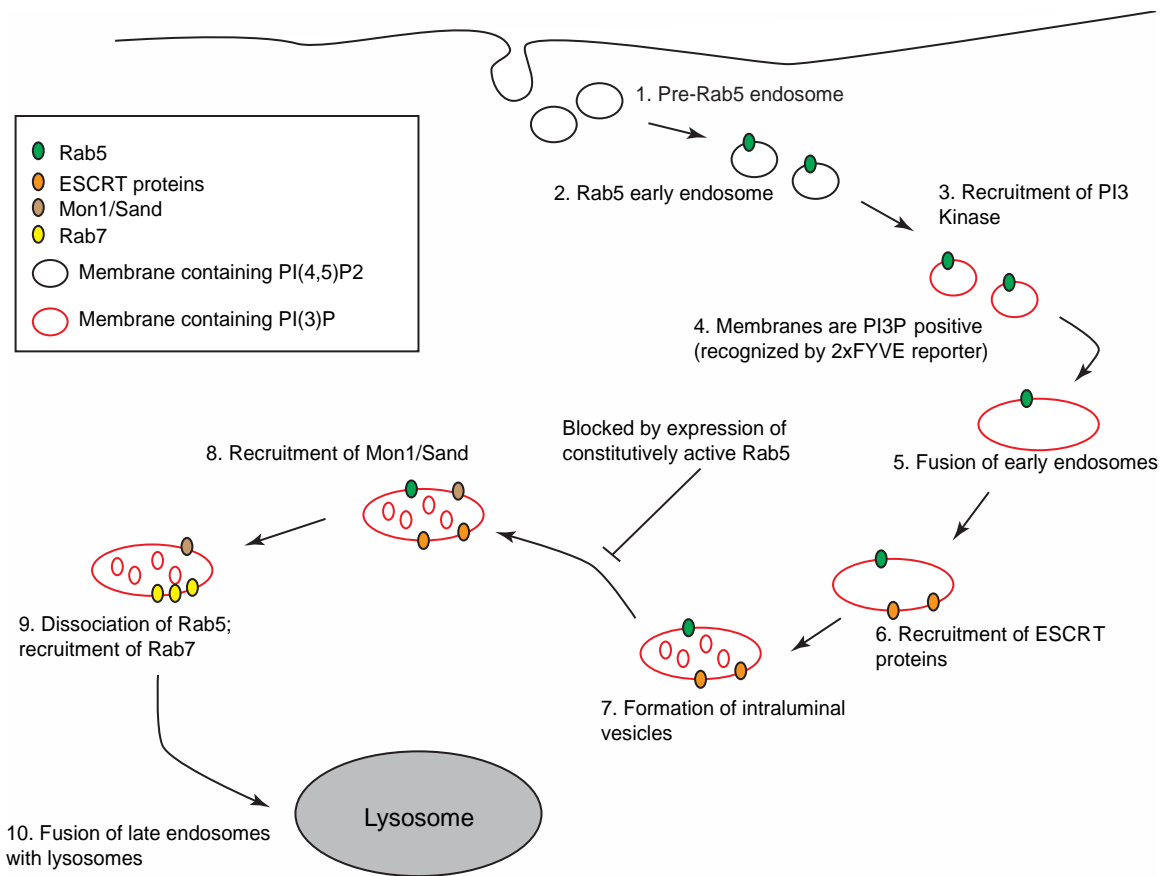 1. Pre-Rab5 endosome
Rab5
ESCRT proteins
Mon1/Sand
Rab7
Membrane containing PI(4,5)P2
Membrane containing PI(3)P
2. Rab5 early endosome
3. Recruitment of PI3
Kinase
4. Membranes are PI3P positive
(recognized by 2xFYVE reporter)
5. Fusion of early endosomes
Blocked by expression of
constitutively active Rab5
6. Recruitment of ESCRT
proteins
7. Formation of intraluminal
vesicles
8. Recruitment of Mon1/Sand
9. Dissociation of Rab5;
recruitment of Rab7
10. Fusion of late endosomes
with lysosomes
Lysosome